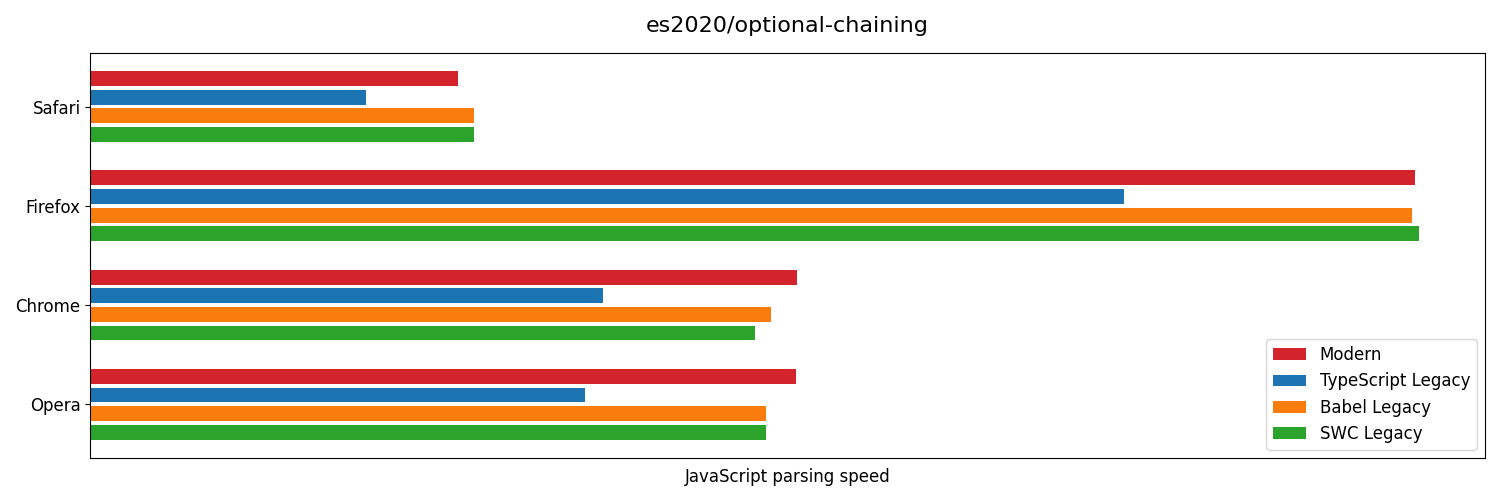 es2020/optional-chaining
Safari
Firefox
Chrome
Opera
Modern
TypeScript Legacy
Babel Legacy
SWC Legacy
JavaScript parsing speed